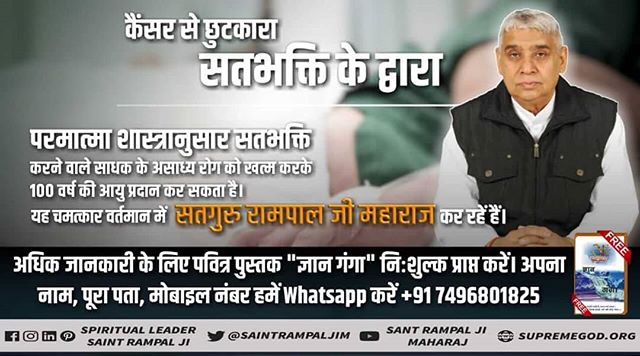 कैंसर से छुटकारा
सतभक्ति के द्वारा
परमात्मा शास्त्रानुसार सतभक्ति
करने वाले साधक के असाध्य रोग को खत्म करके
100 वर्ष की आयु प्रदान कर सकता है।
यह चमत्कार वर्तमान में सतगुरु रामपाल जी महाराज कर रहें हैं।
अधिक जानकारी के लिए पवित्र पुस्तक "ज्ञान गंगा" नि:शुल्क प्राप्त करें। अपना
नाम, पूरा पता, मोबाइल नंबर हमें Whatsapp करें +91 7496801825
FREE
ज्ञान
गंगा
FREE
SPIRITUAL LEADER
SAINT RAMPAL JI
@SAINTRAMPALJIM
SANT RAMPAL JI
MAHARAJ
SUPREMEGOD.ORG